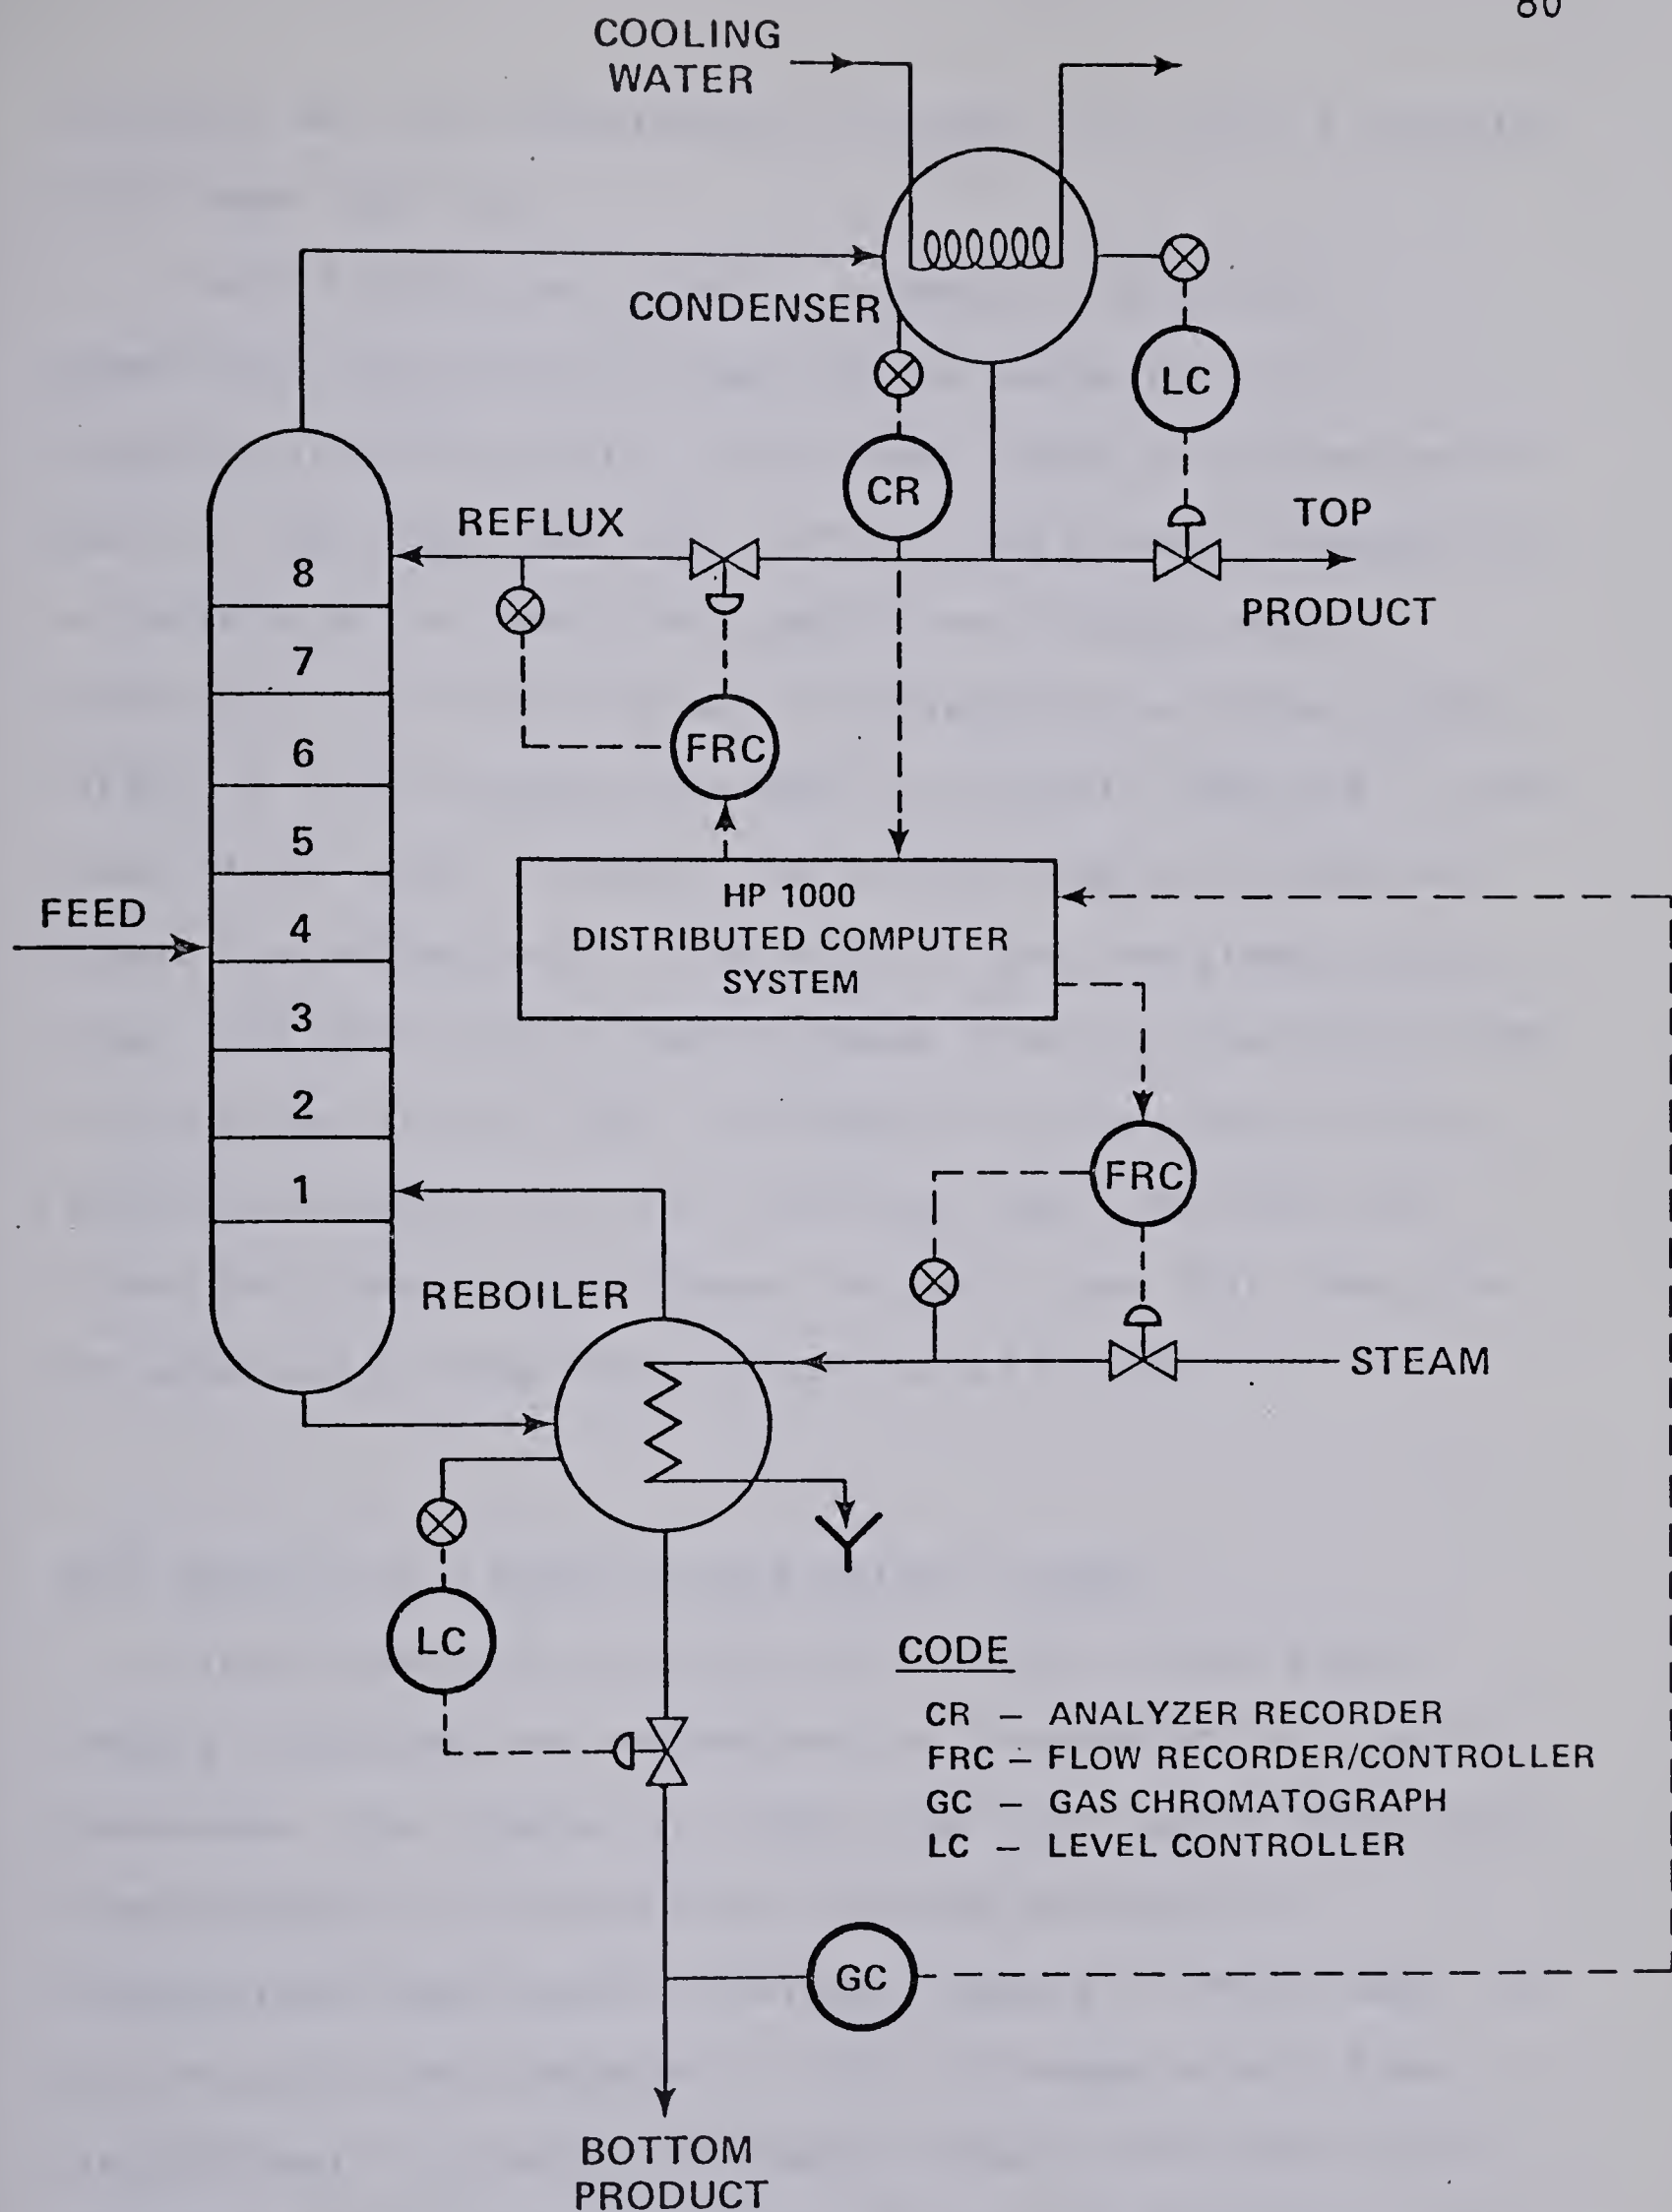 80
COOLING
WATER
CONDENSER
LC
CR
REFLUX
TOP
PRODUCT
8
7
6
5
4
3
2
1
FRC
FEED
HP 1000
DISTRIBUTED COMPUTER
SYSTEM
FRC
REBOILER
STEAM
LC
CODE
CR – ANALYZER RECORDER
FRC – FLOW RECORDER/CONTROLLER
GC – GAS CHROMATOGRAPH
LC – LEVEL CONTROLLER
GC
BOTTOM
PRODUCT